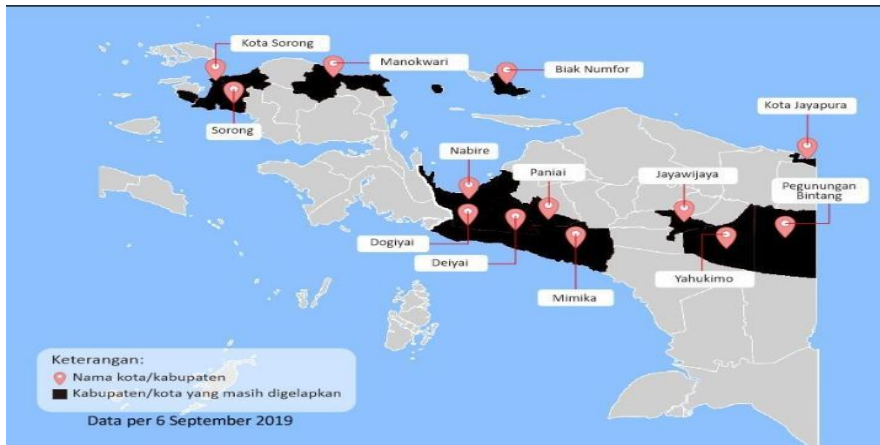 Kota Sorong
Manokwari
Biak Numfor
Kota Jayapura
Sorong
Nabire
Paniai
Jayawijaya
Pegunungan
Bintang
Dogiyai
Deiyai
Yahukimo
Mimika
Keterangan:
Nama kota/kabupaten
Kabupaten/kota yang masih digelapkan
Data per 6 September 2019